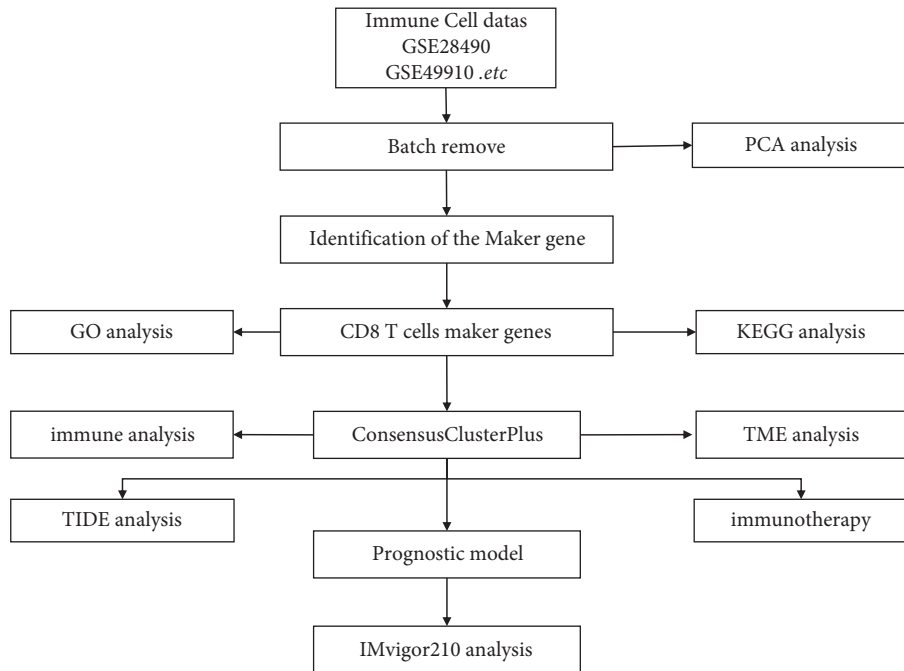 Immune Cell datas
GSE28490
GSE49910 .etc
Batch remove
PCA analysis
Identification of the Maker gene
GO analysis
CD8 T cells maker genes
KEGG analysis
immune analysis
ConsensusClusterPlus
TME analysis
TIDE analysis
immunotherapy
Prognostic model
IMvigor210 analysis